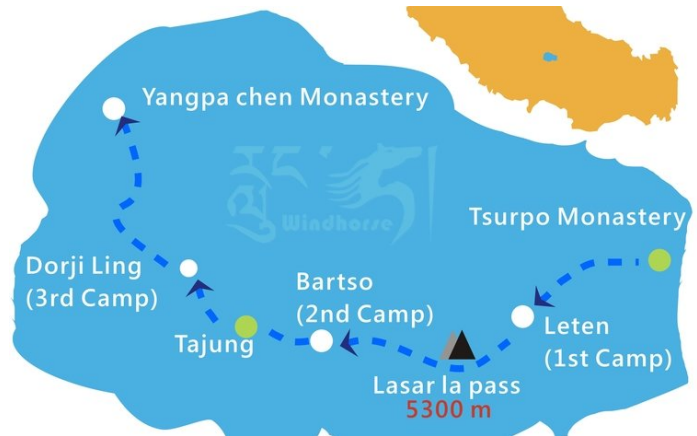 Yangpa chen Monastery
Windhorse
Tsurpo Monastery
Dorji Ling
(3rd Camp)
Bartso
(2nd Camp)
Tajung
Leten
(1st Camp)
Lasar la pass
5300 m